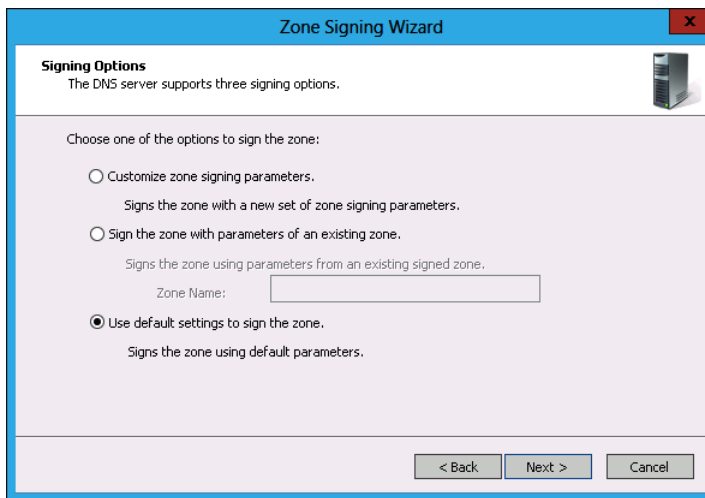 Zone Signing Wizard
x
Signing Options
The DNS server supports three signing options.
Choose one of the options to sign the zone:
Customize zone signing parameters.
Signs the zone with a new set of zone signing parameters.
Sign the zone with parameters of an existing zone.
Signs the zone using parameters from an existing signed zone.
Zone Name:
Use default settings to sign the zone.
Signs the zone using default parameters.
< Back Next > Cancel